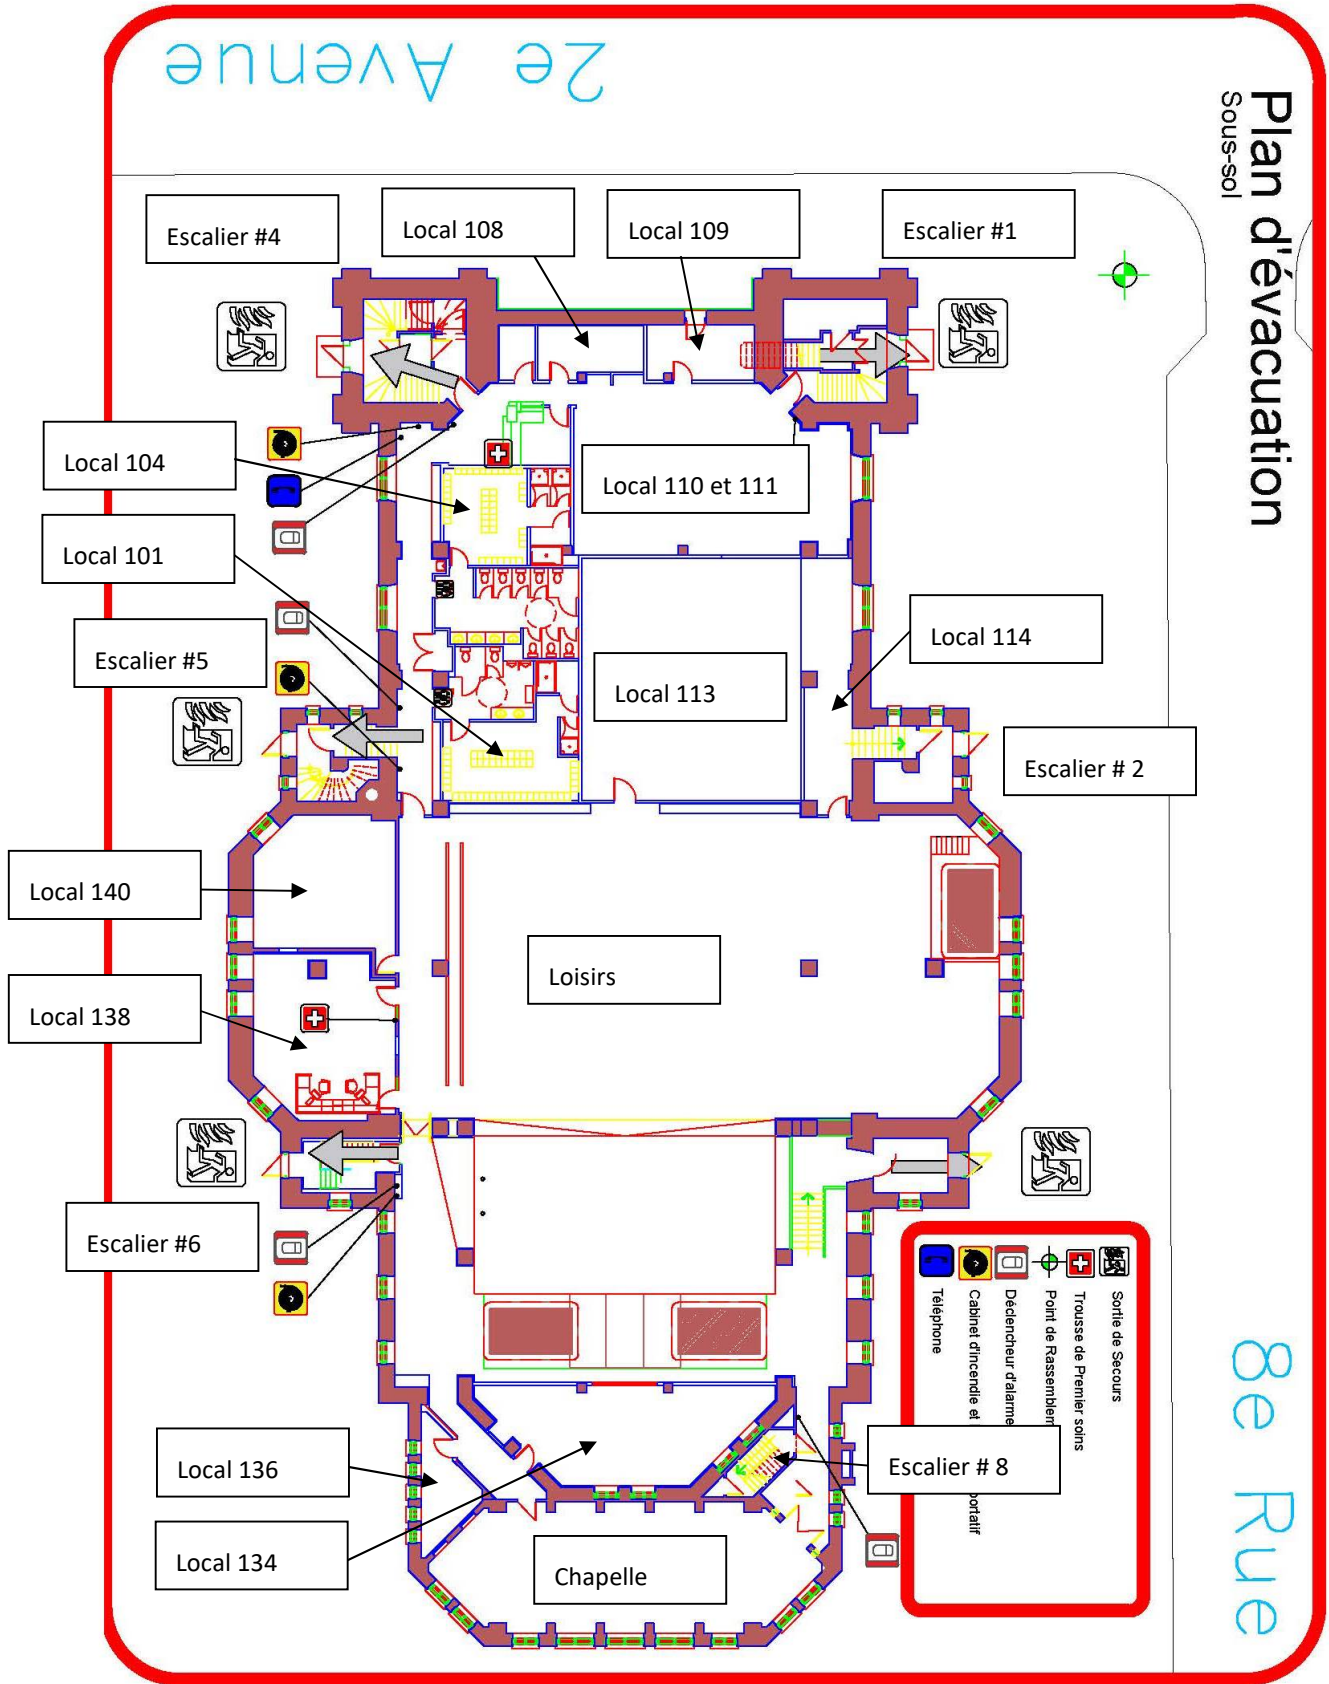 2e Avenue
Plan d'évacuation
Sous-sol
Escalier #4
Local 108
Local 109
Escalier #1
Local 104
Local 110 et 111
Local 101
Escalier #5
Local 114
Local 113
Escalier # 2
Local 140
Loisirs
Local 138
Escalier #6
Sortie de Secours
Trousse de Premier soins
Point de Rassemblem
Déclencheur d'alarme
Cabinet d'incendie et
portatif
Téléphone
8e Rue
Local 136
Escalier # 8
Local 134
Chapelle